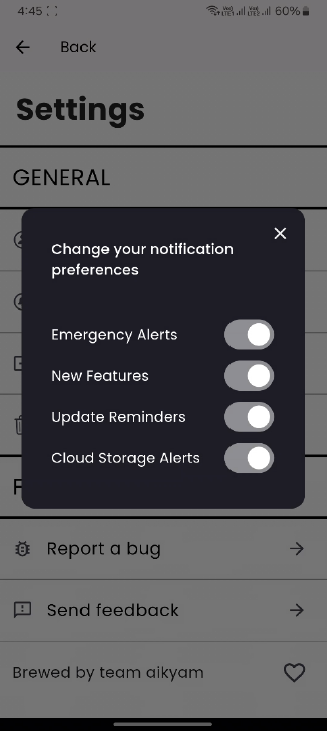 4:45
60%
Back
Settings
GENERAL
Change your notification
preferences
Emergency Alerts
New Features
Update Reminders
Cloud Storage Alerts
F
Report a bug
Send feedback
Brewed by team aikyam